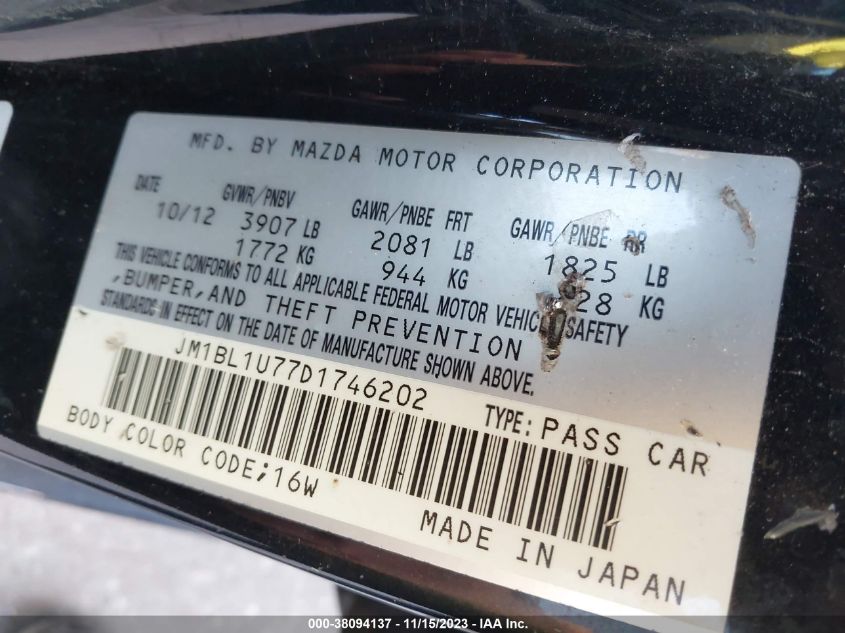 MFD. BY MAZDA MOTOR CORPORATION
DATE GVWR/PNBV GAWR/PNBE FRT GAWR/PNBE RR
10/12 3907 LB 2081 LB 1825 LB
1772 KG 944 KG 28 KG
THIS VEHICLE CONFORMS TO ALL APPLICABLE FEDERAL MOTOR VEHICLE SAFETY
,BUMPER,AND THEFT PREVENTION
STANDARDS IN EFFECT ON THE DATE OF MANUFACTURE SHOWN ABOVE.
JM1BL1U77D1746202 TYPE: PASS CAR
BODY COLOR CODE;16W
MADE IN JAPAN
000-38094137 - 11/15/2023 - IAA Inc.